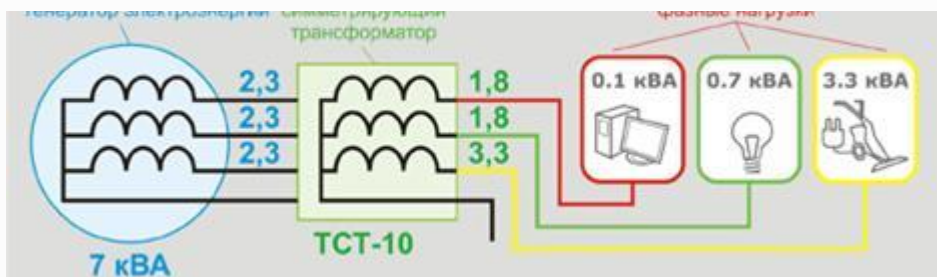 генератор электроэнергии
симметрирующий
трансформатор
фазные нагрузки
2,3
2,3
2,3
1,8
1,8
3,3
0.1 кВА
0.7 кВА
3.3 кВА
ТСТ-10
7 кВА